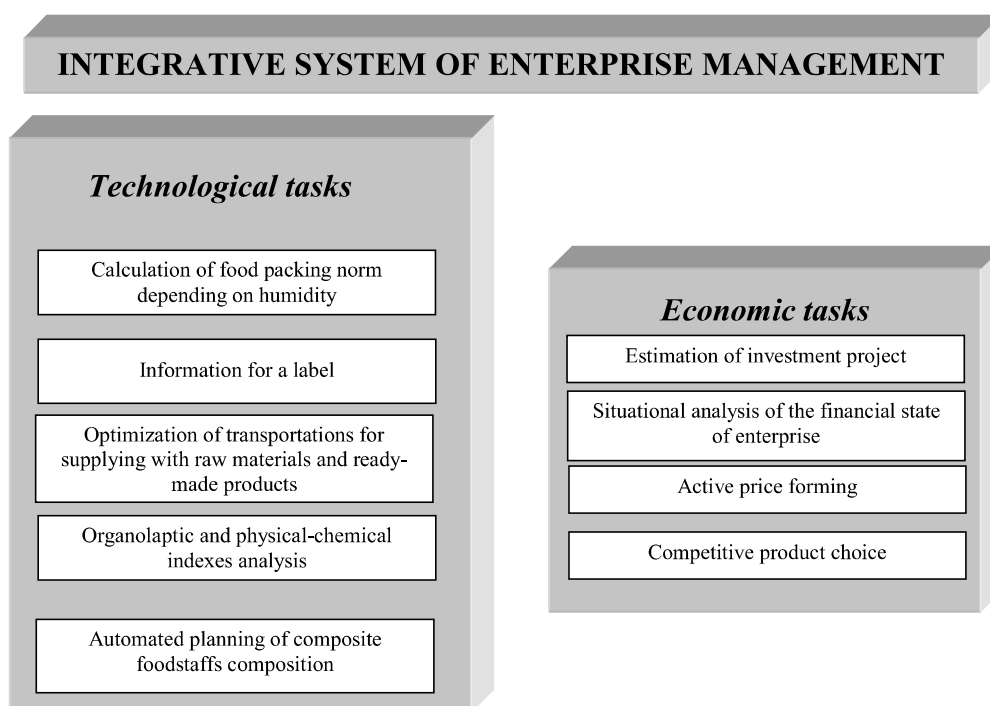 INTEGRATIVE SYSTEM OF ENTERPRISE MANAGEMENT
Technological tasks
Calculation of food packing norm
depending on humidity
Information for a label
Optimization of transportations for
supplying with raw materials and ready-
made products
Organolaptic and physical-chemical
indexes analysis
Automated planning of composite
foodstaffs composition
Economic tasks
Estimation of investment project
Situational analysis of the financial state
of enterprise
Active price forming
Competitive product choice